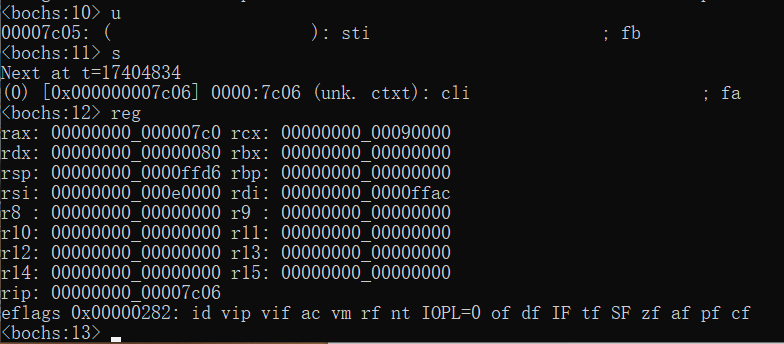 <bochs:10> u
00007c05: (                    ): sti                       ; fb
<bochs:11> s
Next at t=17404834
(0) [0x000000007c06] 0000:7c06 (unk. ctxt): cli                       ; fa
<bochs:12> reg
rax: 00000000_000007c0 rcx: 00000000_00090000
rdx: 00000000_00000080 rbx: 00000000_00000000
rsp: 00000000_0000ffd6 rbp: 00000000_00000000
rsi: 00000000_000e0000 rdi: 00000000_0000ffac
r8 : 00000000_00000000 r9 : 00000000_00000000
r10: 00000000_00000000 r11: 00000000_00000000
r12: 00000000_00000000 r13: 00000000_00000000
r14: 00000000_00000000 r15: 00000000_00000000
rip: 00000000_00007c06
eflags 0x00000282: id vip vif ac vm rf nt IOPL=0 of df IF tf SF zf af pf cf
<bochs:13>